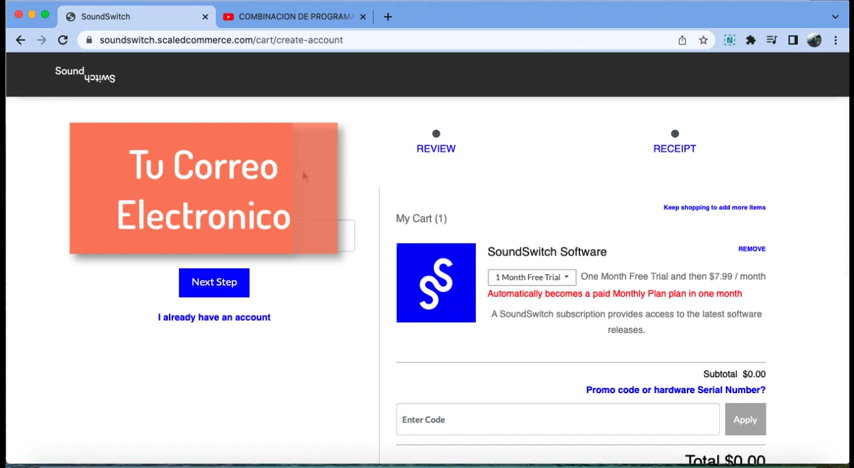 SoundSwitch
COMBINACION DE PROGRAMA
soundswitch.scaledcommerce.com/cart/create-account
Sound
Switch
Tu Correo
Electronico
REVIEW
RECEIPT
Next Step
I already have an account
Keep shopping to add more items
My Cart (1)
SoundSwitch Software
REMOVE
1 Month Free Trial
One Month Free Trial and then $7.99 / month
Automatically becomes a paid Monthly Plan plan in one month
A SoundSwitch subscription provides access to the latest software
releases.
Subtotal $0.00
Promo code or hardware Serial Number?
Enter Code
Apply
Total $0.00